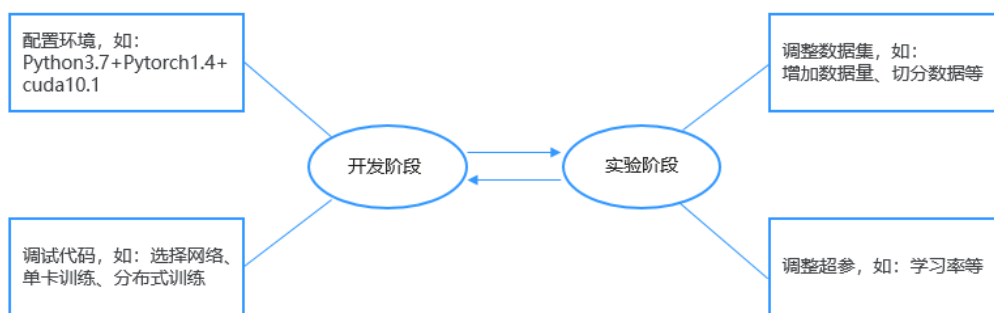 配置环境，如：
Python3.7+Pytorch1.4+
cuda10.1
调整数据集，如：
增加数据量、切分数据等
开发阶段
实验阶段
调试代码，如：选择网络、
单卡训练、分布式训练
调整超参，如：学习率等